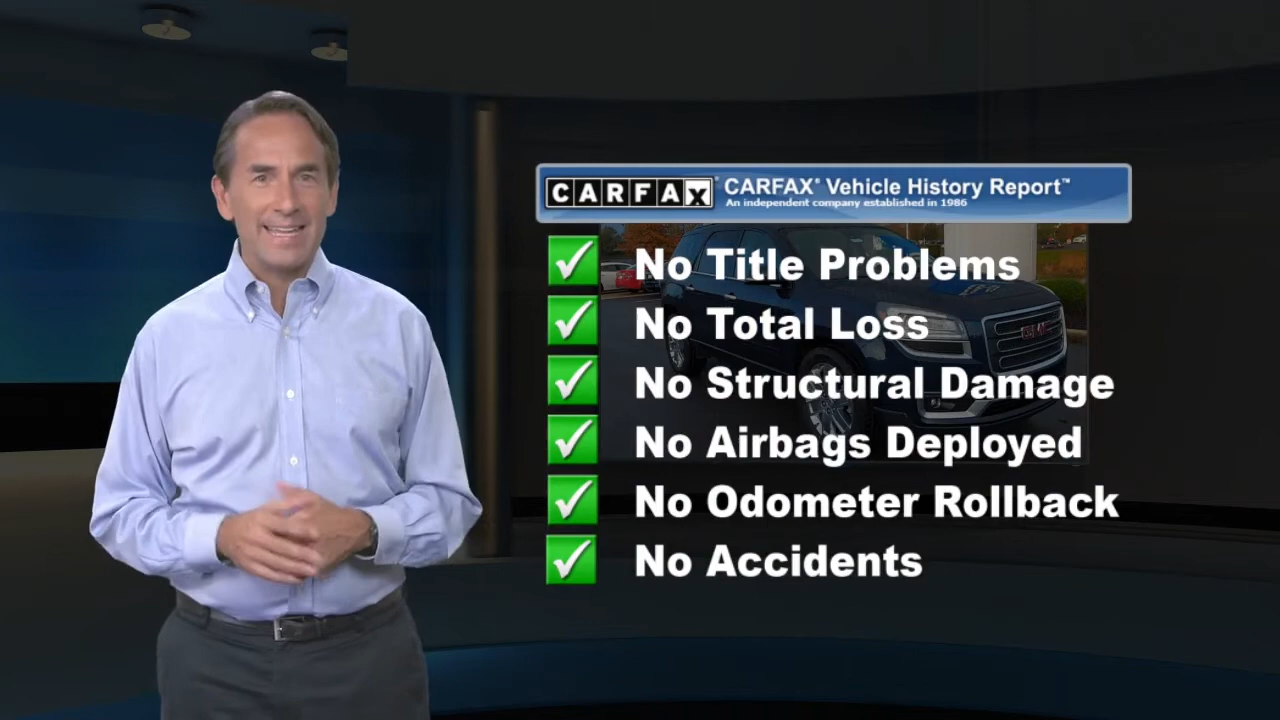 CARFAX CARFAX® Vehicle History Report™
An independent company established in 1986
No Title Problems
No Total Loss
No Structural Damage
No Airbags Deployed
No Odometer Rollback
No Accidents
GMC